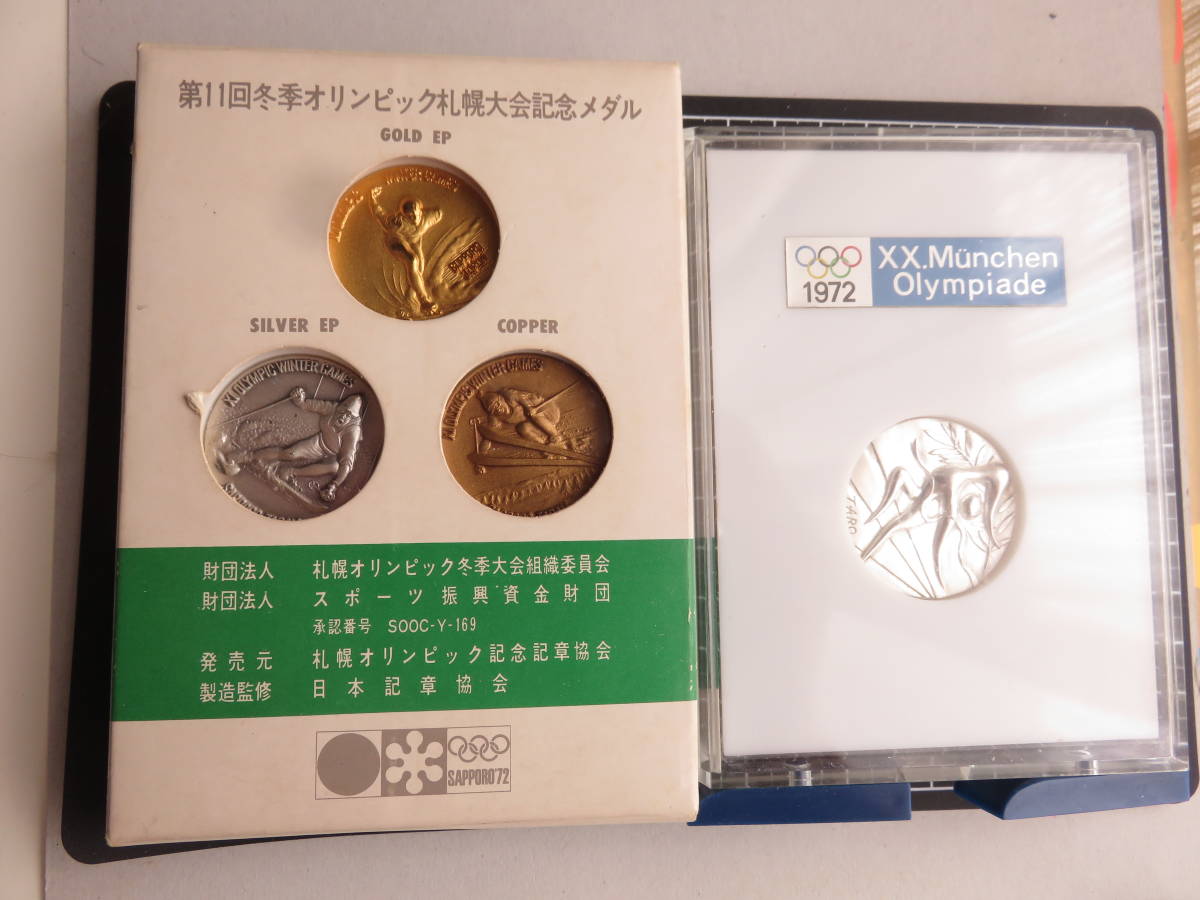 第11回冬季オリンピック札幌大会記念メダル
GOLD EP
SILVER EP
COPPER
XI OLYMPIC WINTER GAMES
財団法人 札幌オリンピック冬季大会組織委員会
財団法人 スポーツ振興資金財団
承認番号 SOOC-Y-169
発売元 札幌オリンピック記念記章協会
製造監修 日本記章協会
SAPPORO'72
1972
XX.München
Olympiade
TARO